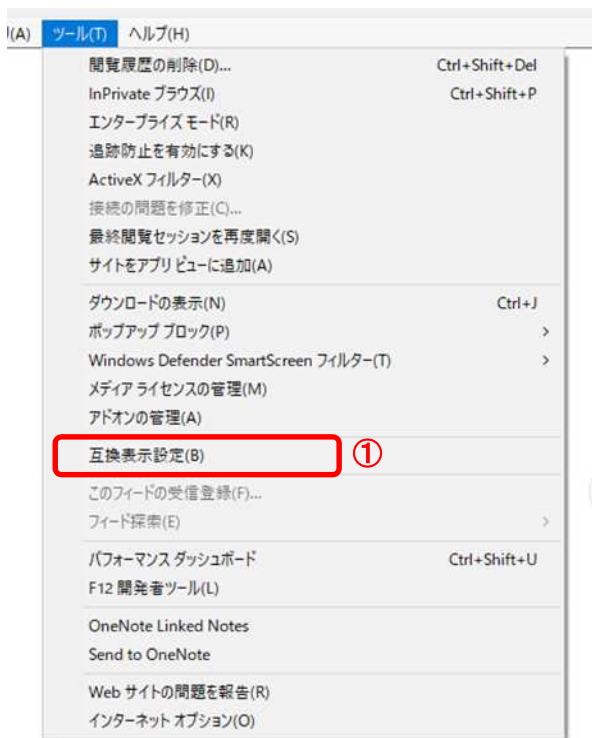 (A) ツール(T) ヘルプ(H)
閲覧履歴の削除(D)... Ctrl+Shift+Del
InPrivate ブラウズ(I) Ctrl+Shift+P
エンタープライズ モード(R)
追跡防止を有効にする(K)
ActiveX フィルター(X)
接続の問題を修正(C)...
最終閲覧セッションを再度開く(S)
サイトをアプリ ビューに追加(A)
ダウンロードの表示(N) Ctrl+J
ポップアップ ブロック(P) >
Windows Defender SmartScreen フィルター(T) >
メディア ライセンスの管理(M)
アドオンの管理(A)
互換表示設定(B) ①
このフィードの受信登録(F)...
フィード探索(E) >
パフォーマンス ダッシュボード Ctrl+Shift+U
F12 開発者ツール(L)
OneNote Linked Notes
Send to OneNote
Web サイトの問題を報告(R)
インターネット オプション(O)